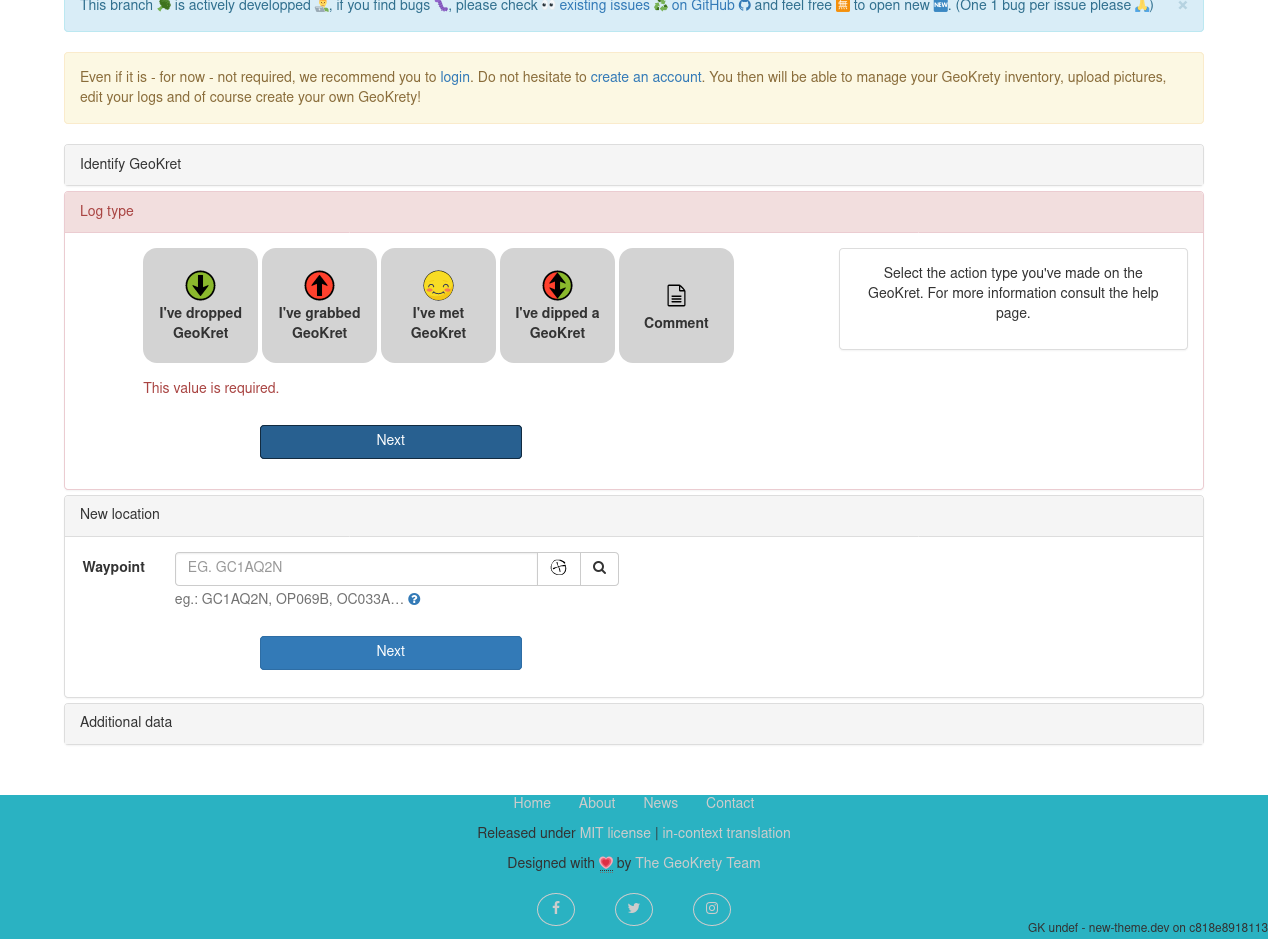 This branch is actively developped, if you find bugs, please check existing issues on GitHub and feel free to open new. (One 1 bug per issue please) ×
Even if it is - for now - not required, we recommend you to login. Do not hesitate to create an account. You then will be able to manage your GeoKrety inventory, upload pictures,
edit your logs and of course create your own GeoKrety!
Identify GeoKret
Log type
I've dropped
GeoKret
I've grabbed
GeoKret
I've met
GeoKret
I've dipped a
GeoKret
Comment
Select the action type you've made on the
GeoKret. For more information consult the help
page.
This value is required.
Next
New location
Waypoint
EG. GC1AQ2N
eg.: GC1AQ2N, OP069B, OC033A…
Next
Additional data
Home About News Contact
Released under MIT license | in-context translation
Designed with by The GeoKrety Team
GK undef - new-theme.dev on c818e8918113